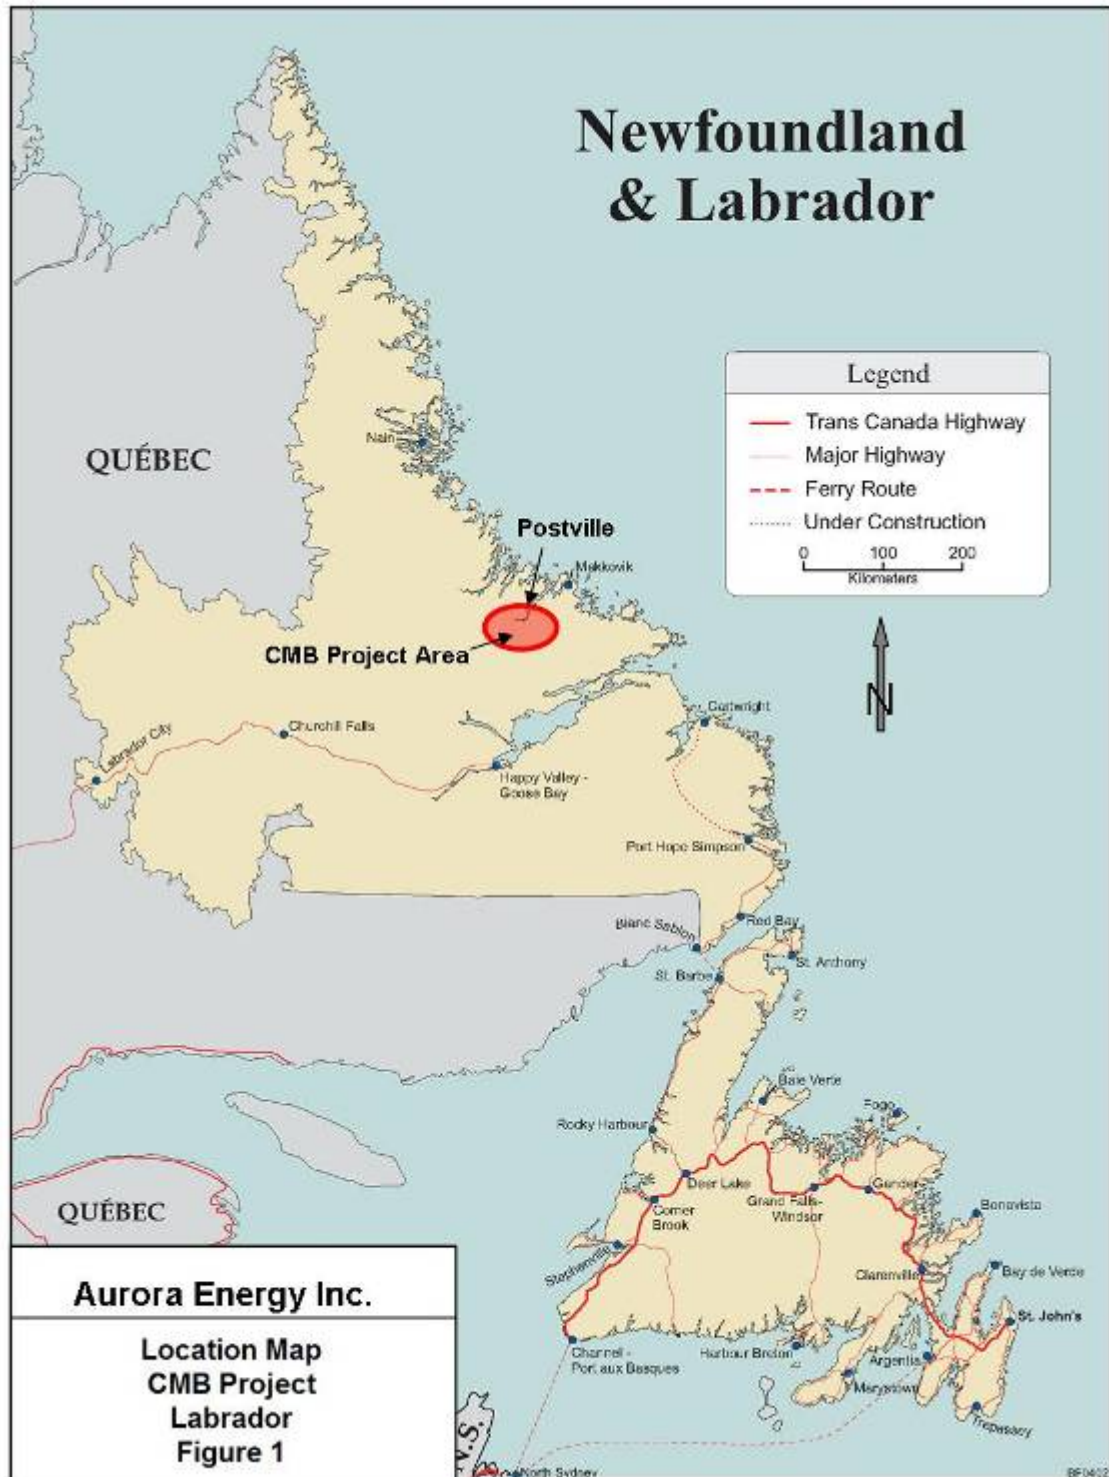 Newfoundland
& Labrador
Legend
Trans Canada Highway
Major Highway
Ferry Route
Under Construction
0 100 200
Kilometers
QUÉBEC
Nain
Postville
Makkovik
CMB Project Area
N
Cartwright
Churchill Falls
Labrador City
Happy Valley -
Goose Bay
Port Hope Simpson
Red Bay
Blanc Sablon
St. Anthony
St. Barbe
Baie Verte
Fogo
Rocky Harbour
Deer Lake
Grand Falls-
Windsor
Gander
Corner
Brook
Bonavista
Stephenville
Clarenville
Bay de Verde
St. John's
QUÉBEC
Channel -
Port aux Basques
Harbour Breton
Argentia
Marystown
Trepassey
N.S.
North Sydney
Aurora Energy Inc.
Location Map
CMB Project
Labrador
Figure 1